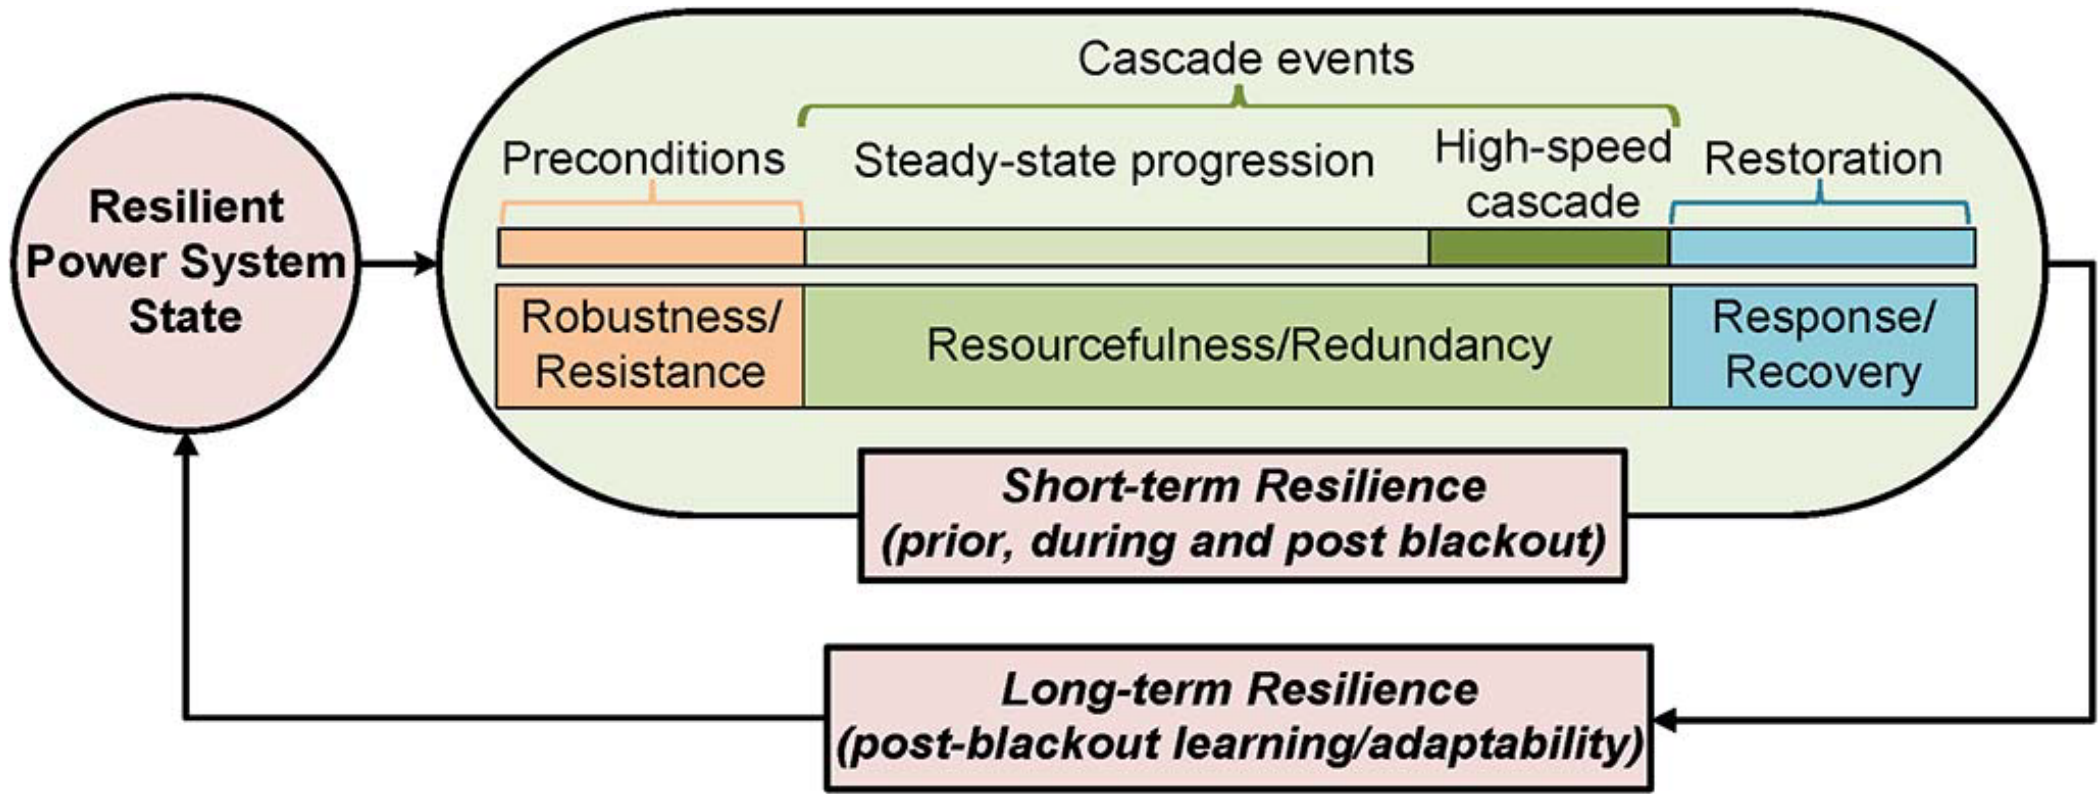 Resilient
Power System
State
Cascade events
Preconditions
Steady-state progression
High-speed
cascade
Restoration
Robustness/
Resistance
Resourcefulness/Redundancy
Response/
Recovery
Short-term Resilience
(prior, during and post blackout)
Long-term Resilience
(post-blackout learning/adaptability)